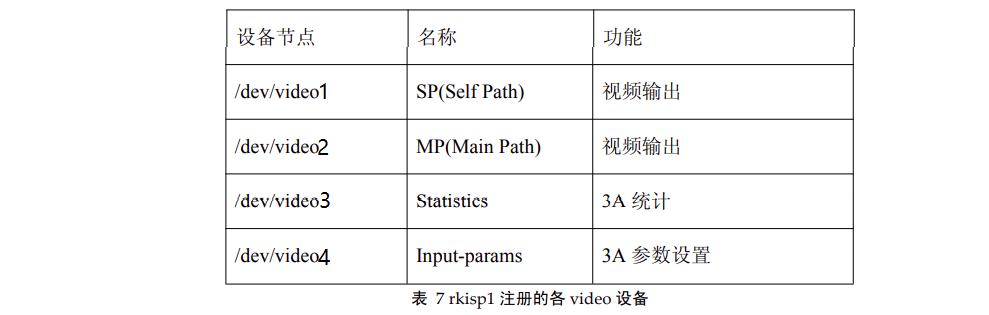 设备节点 名称 功能
/dev/video1 SP(Self Path) 视频输出
/dev/video2 MP(Main Path) 视频输出
/dev/video3 Statistics 3A 统计
/dev/video4 Input-params 3A 参数设置
表 7 rkisp1 注册的各 video 设备